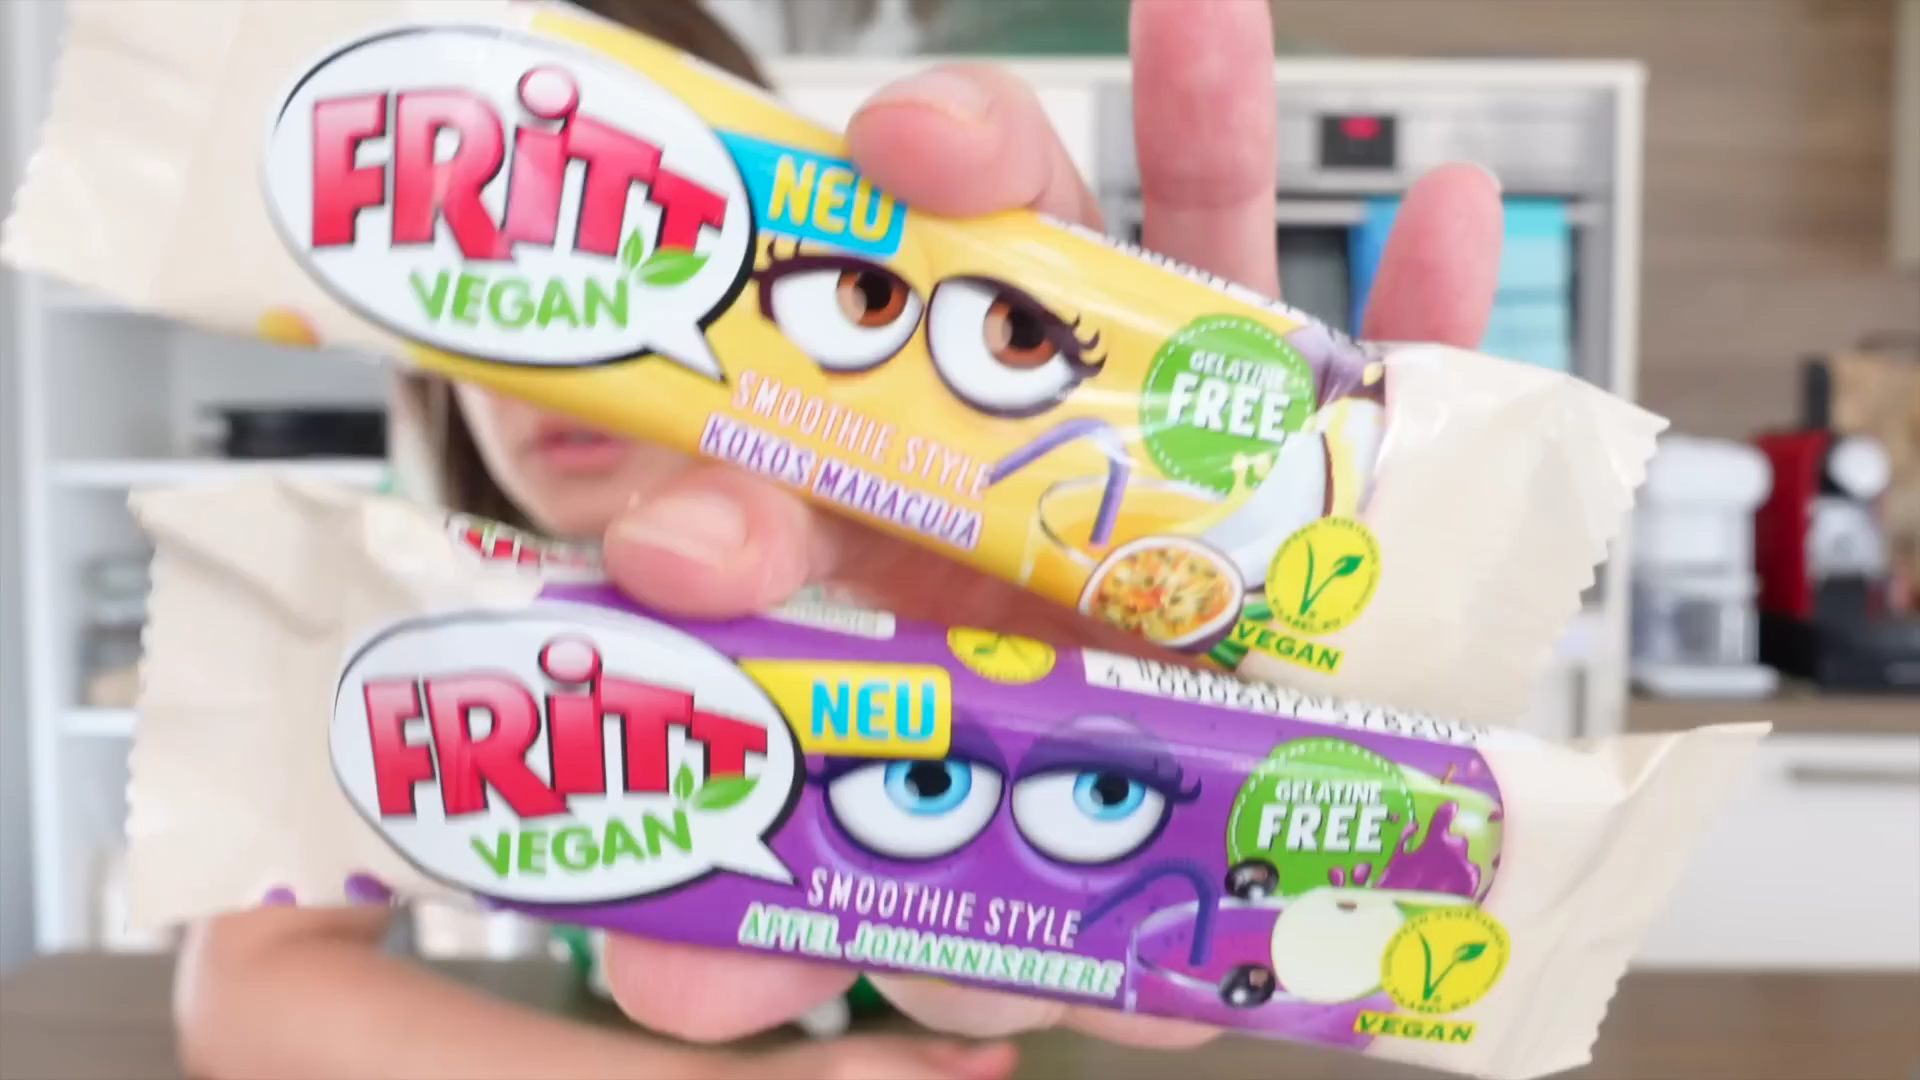 FRiTT
VEGAN
NEU
SMOOTHIE STYLE
KOKOS MARACUJA
GELATINE
FREE
VEGAN
FRiTT
VEGAN
NEU
SMOOTHIE STYLE
APFEL JOHANNISBEERE
GELATINE
FREE
VEGAN